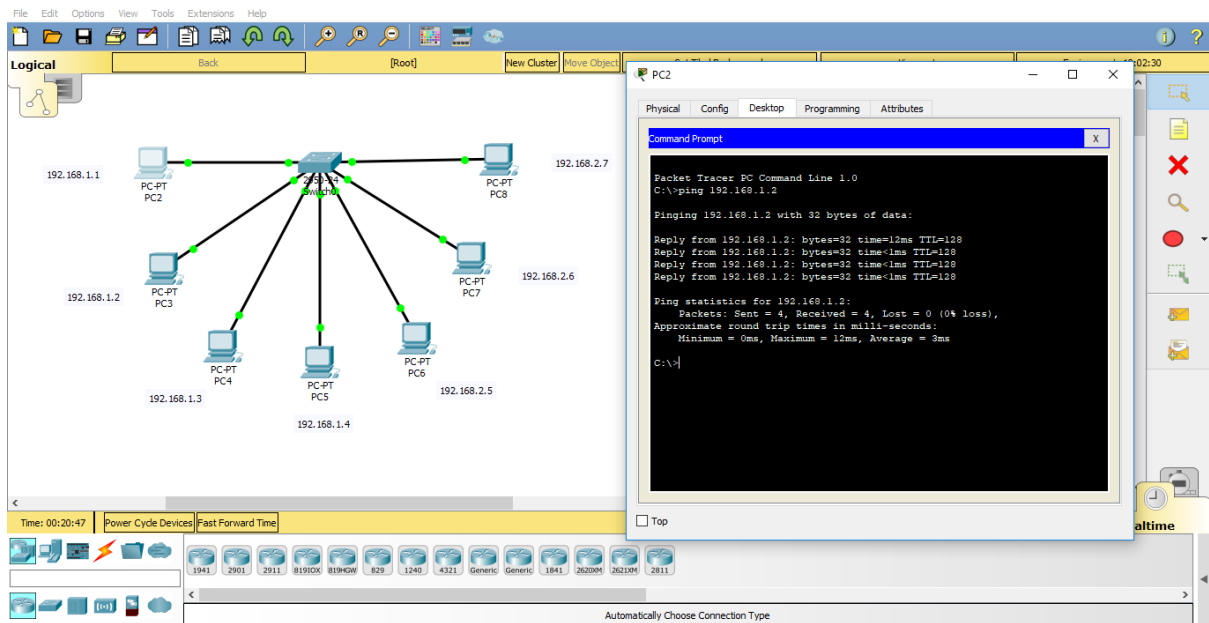 File Edit Options View Tools Extensions Help
Logical
Back
[Root]
New Cluster
Move Object
02:30
192.168.1.1
PC-PT
PC2
2950-24
Switch0
PC-PT
PC8
192.168.2.7
192.168.1.2
PC-PT
PC3
PC-PT
PC7
192.168.2.6
PC-PT
PC4
192.168.1.3
PC-PT
PC5
192.168.1.4
PC-PT
PC6
192.168.2.5
PC2
Physical Config Desktop Programming Attributes
Command Prompt
X
Packet Tracer PC Command Line 1.0
C:\>ping 192.168.1.2
Pinging 192.168.1.2 with 32 bytes of data:
Reply from 192.168.1.2: bytes=32 time=12ms TTL=128
Reply from 192.168.1.2: bytes=32 time<1ms TTL=128
Reply from 192.168.1.2: bytes=32 time<1ms TTL=128
Reply from 192.168.1.2: bytes=32 time<1ms TTL=128
Ping statistics for 192.168.1.2:
Packets: Sent = 4, Received = 4, Lost = 0 (0% loss),
Approximate round trip times in milli-seconds:
Minimum = 0ms, Maximum = 12ms, Average = 3ms
C:\>
Top
Time: 00:20:47
Power Cycle Devices
Fast Forward Time
altime
1941 2901 2911 819IOX 819HGW 829 1240 4321 Generic Generic 1841 2620XM 2621XM 2811
Automatically Choose Connection Type